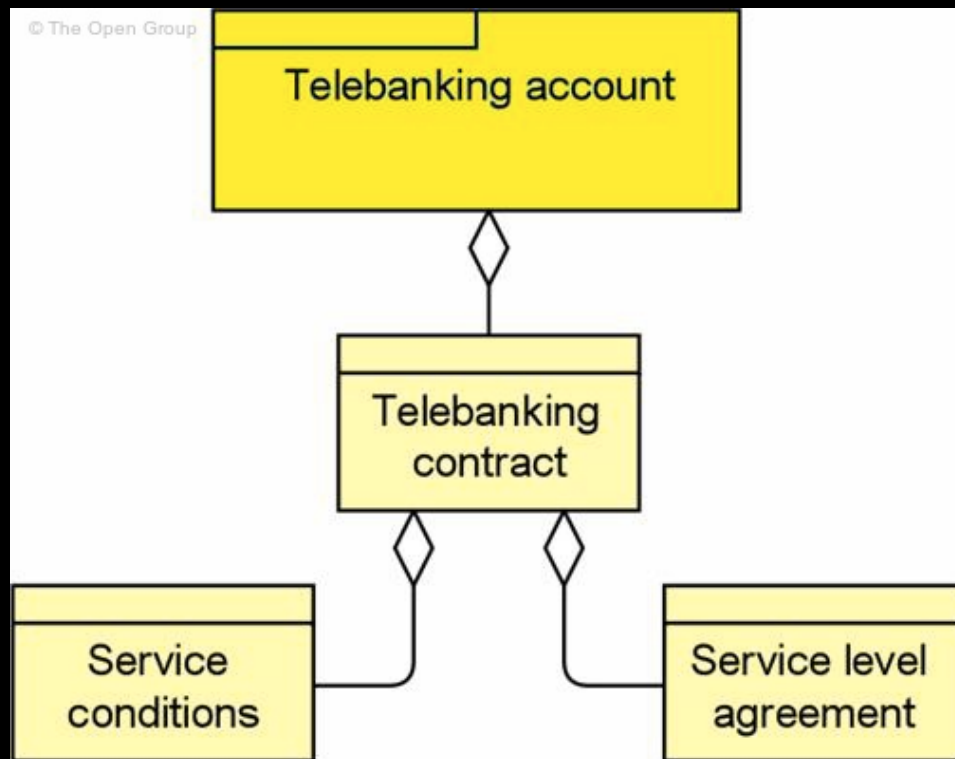 © The Open Group
Telebanking account
Telebanking
contract
Service
conditions
Service level
agreement